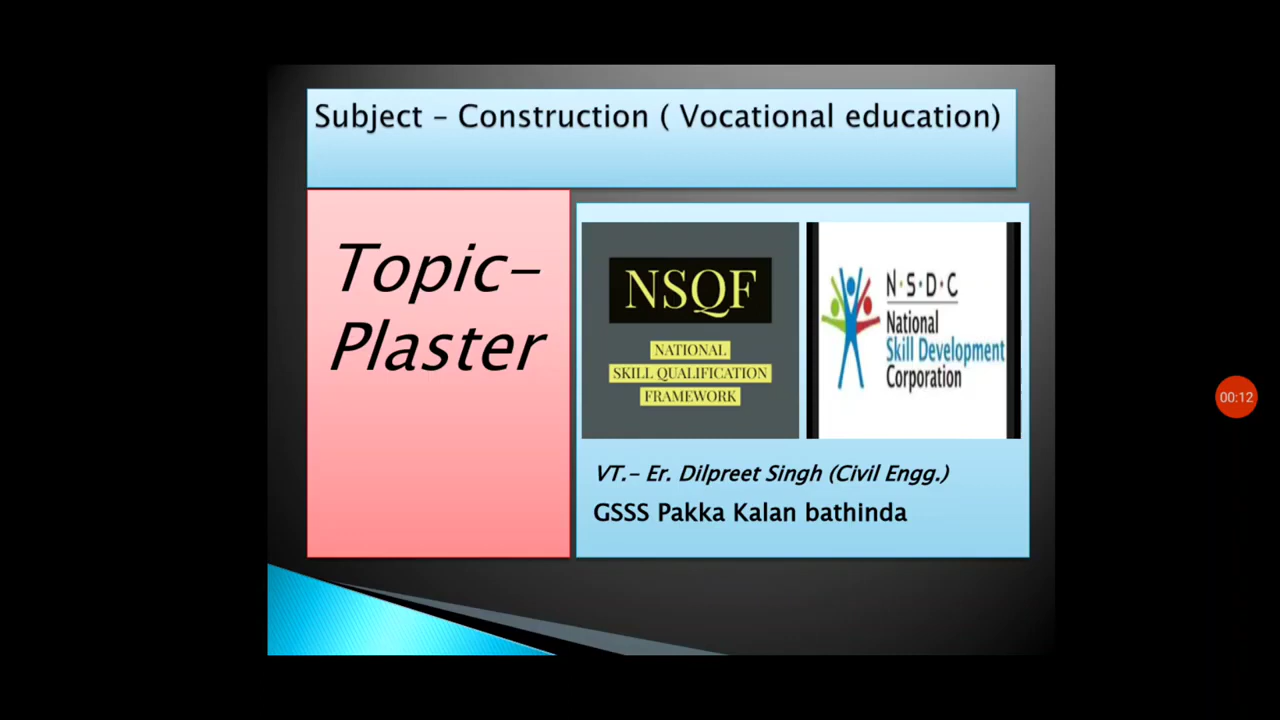 Subject – Construction ( Vocational education)
Topic–
Plaster
NSQF
NATIONAL
SKILL QUALIFICATION
FRAMEWORK
N·S·D·C
National
Skill Development
Corporation
VT.– Er. Dilpreet Singh (Civil Engg.)
GSSS Pakka Kalan bathinda
00:12